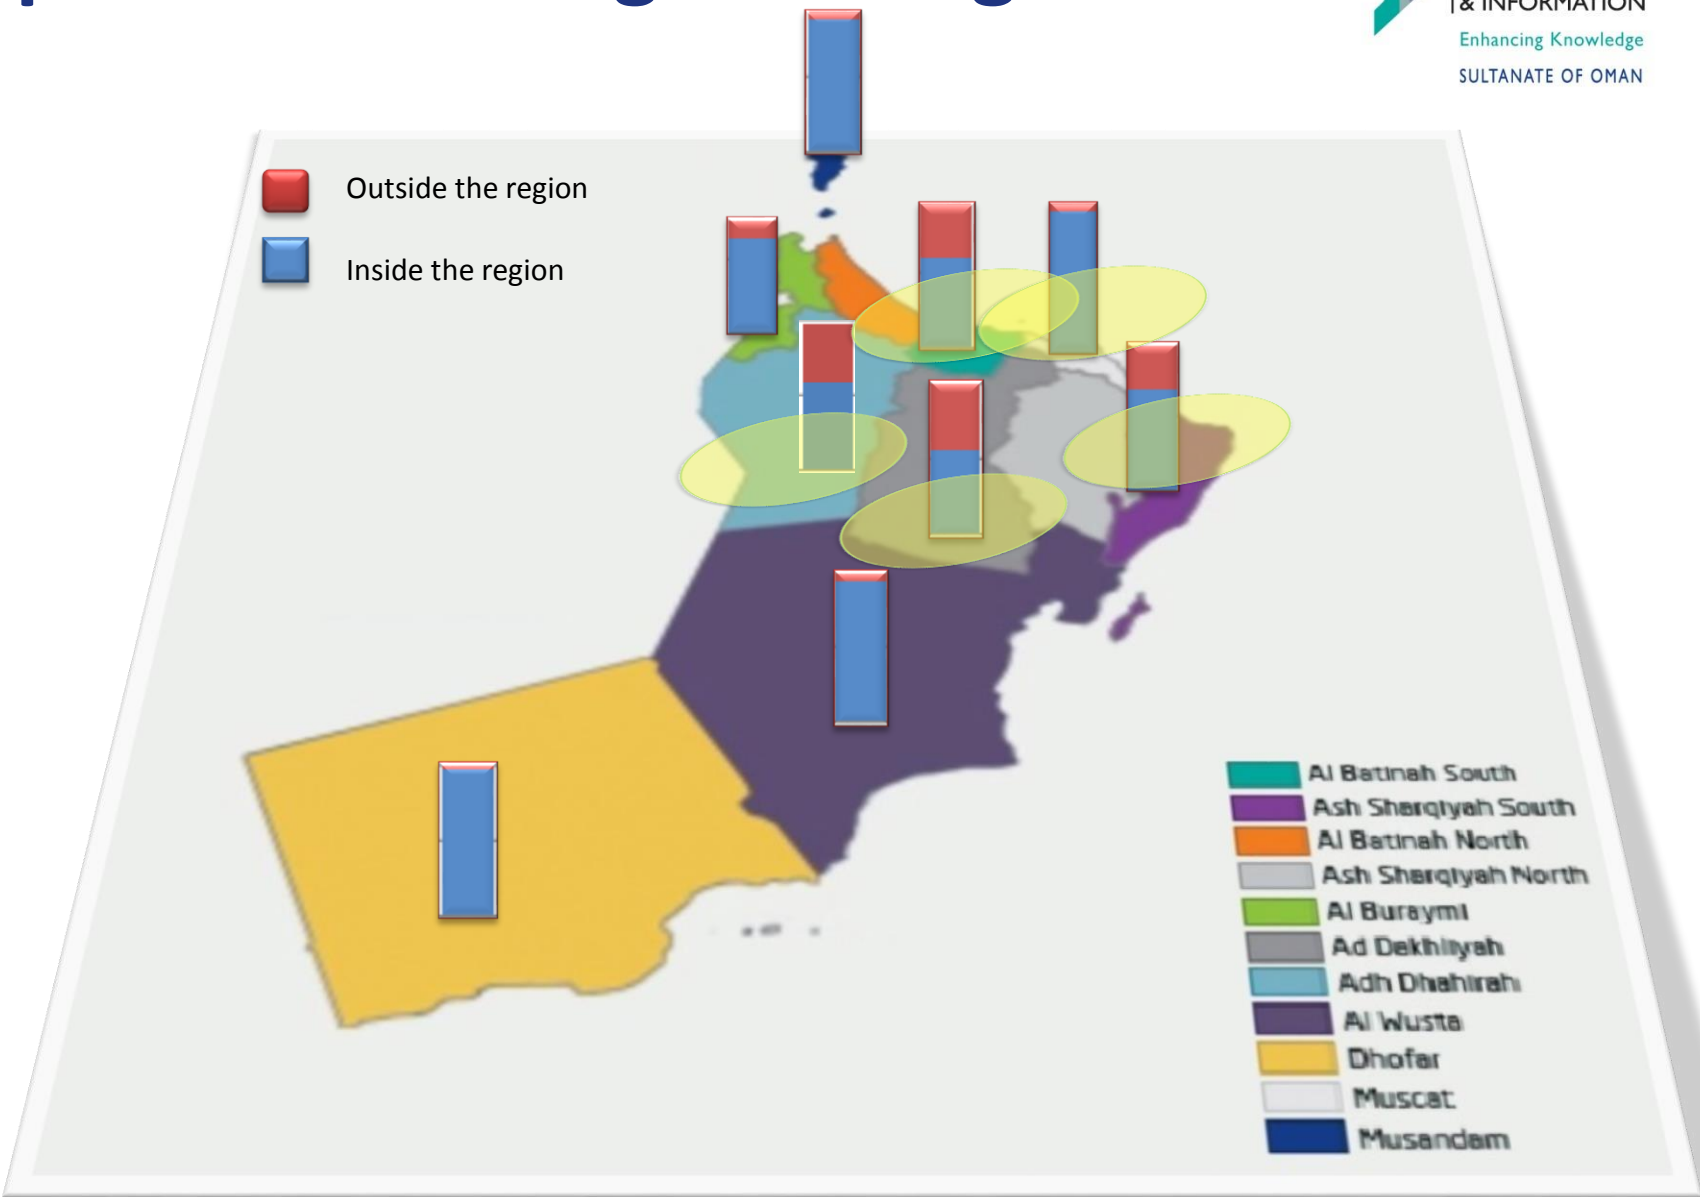 & INFORMATION
Enhancing Knowledge
SULTANATE OF OMAN
Outside the region
Inside the region
Al Batinah South
Ash Sharqiyah South
Al Batinah North
Ash Sharqiyah North
Al Buraymi
Ad Dakhiliyah
Adh Dhahirah
Al Wusta
Dhofar
Muscat
Musandam